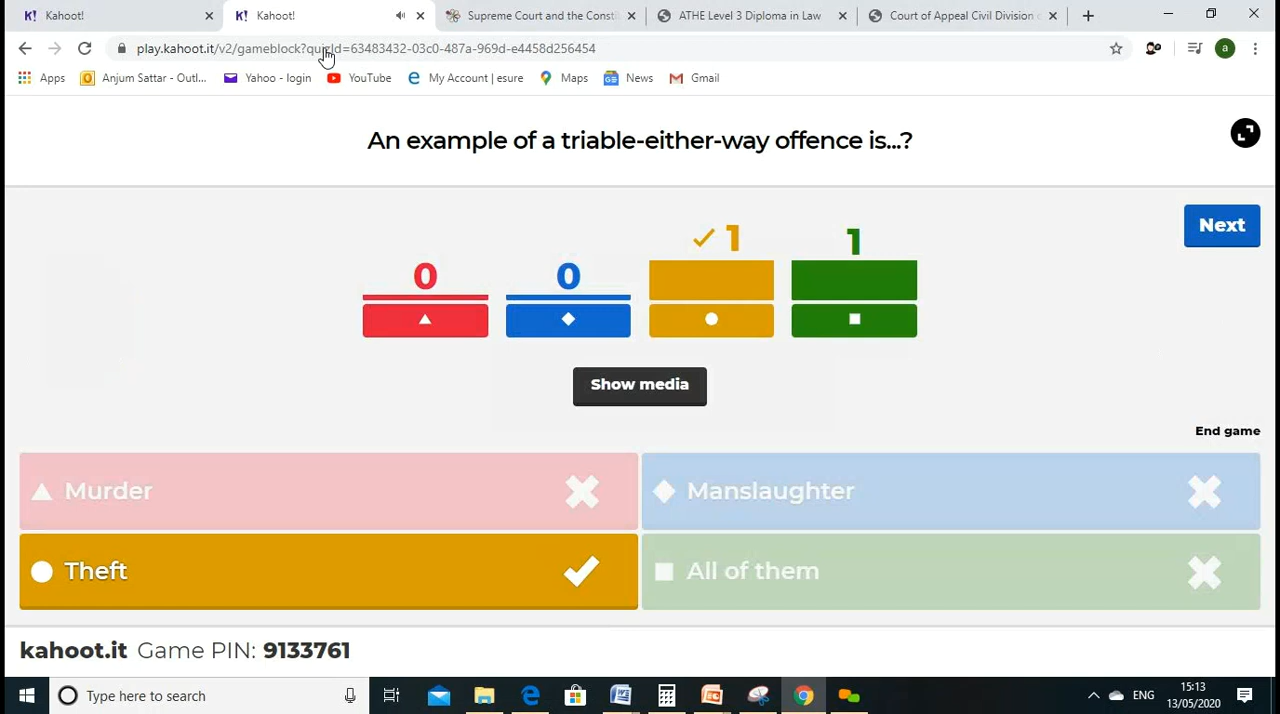 K! Kahoot!
K! Kahoot!
Supreme Court and the Consti
ATHE Level 3 Diploma in Law
Court of Appeal Civil Division o
play.kahoot.it/v2/gameblock?quizId=63483432-03c0-487a-969d-e4458d256454
a
Apps
Anjum Sattar - Outl...
Yahoo - login
YouTube
My Account | esure
Maps
News
Gmail
An example of a triable-either-way offence is...?
Next
0
0
1
1
Show media
End game
Murder
Manslaughter
Theft
All of them
kahoot.it Game PIN: 9133761
Type here to search
ENG
15:13
13/05/2020